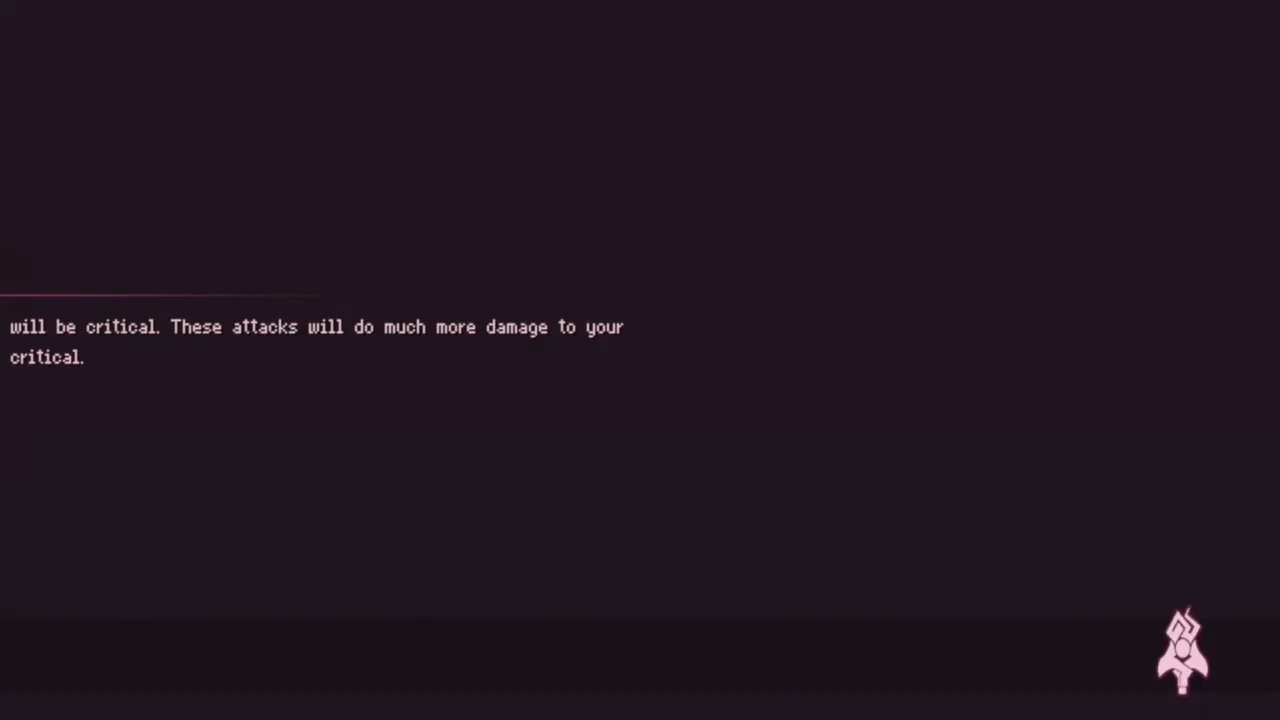 will be critical. These attacks will do much more damage to your
critical.